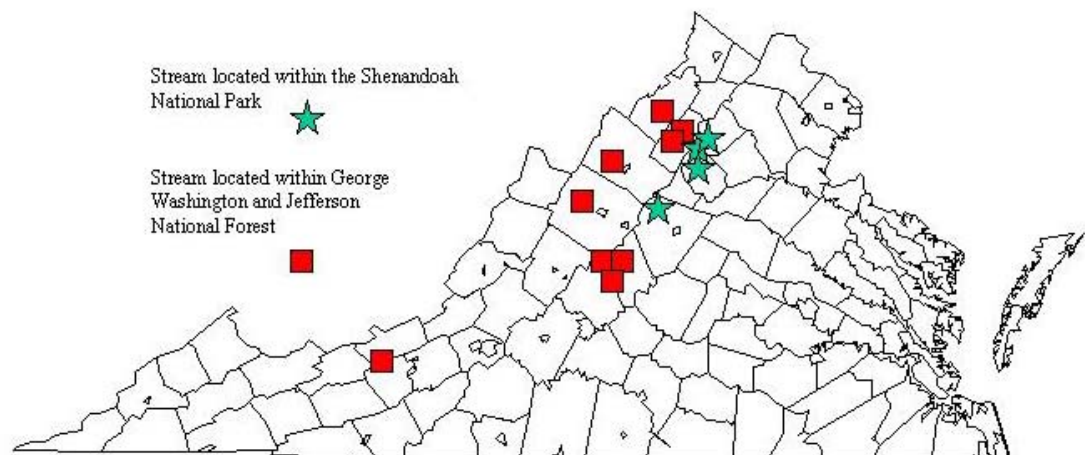 Stream located within the Shenandoah
National Park
Stream located within George
Washington and Jefferson
National Forest